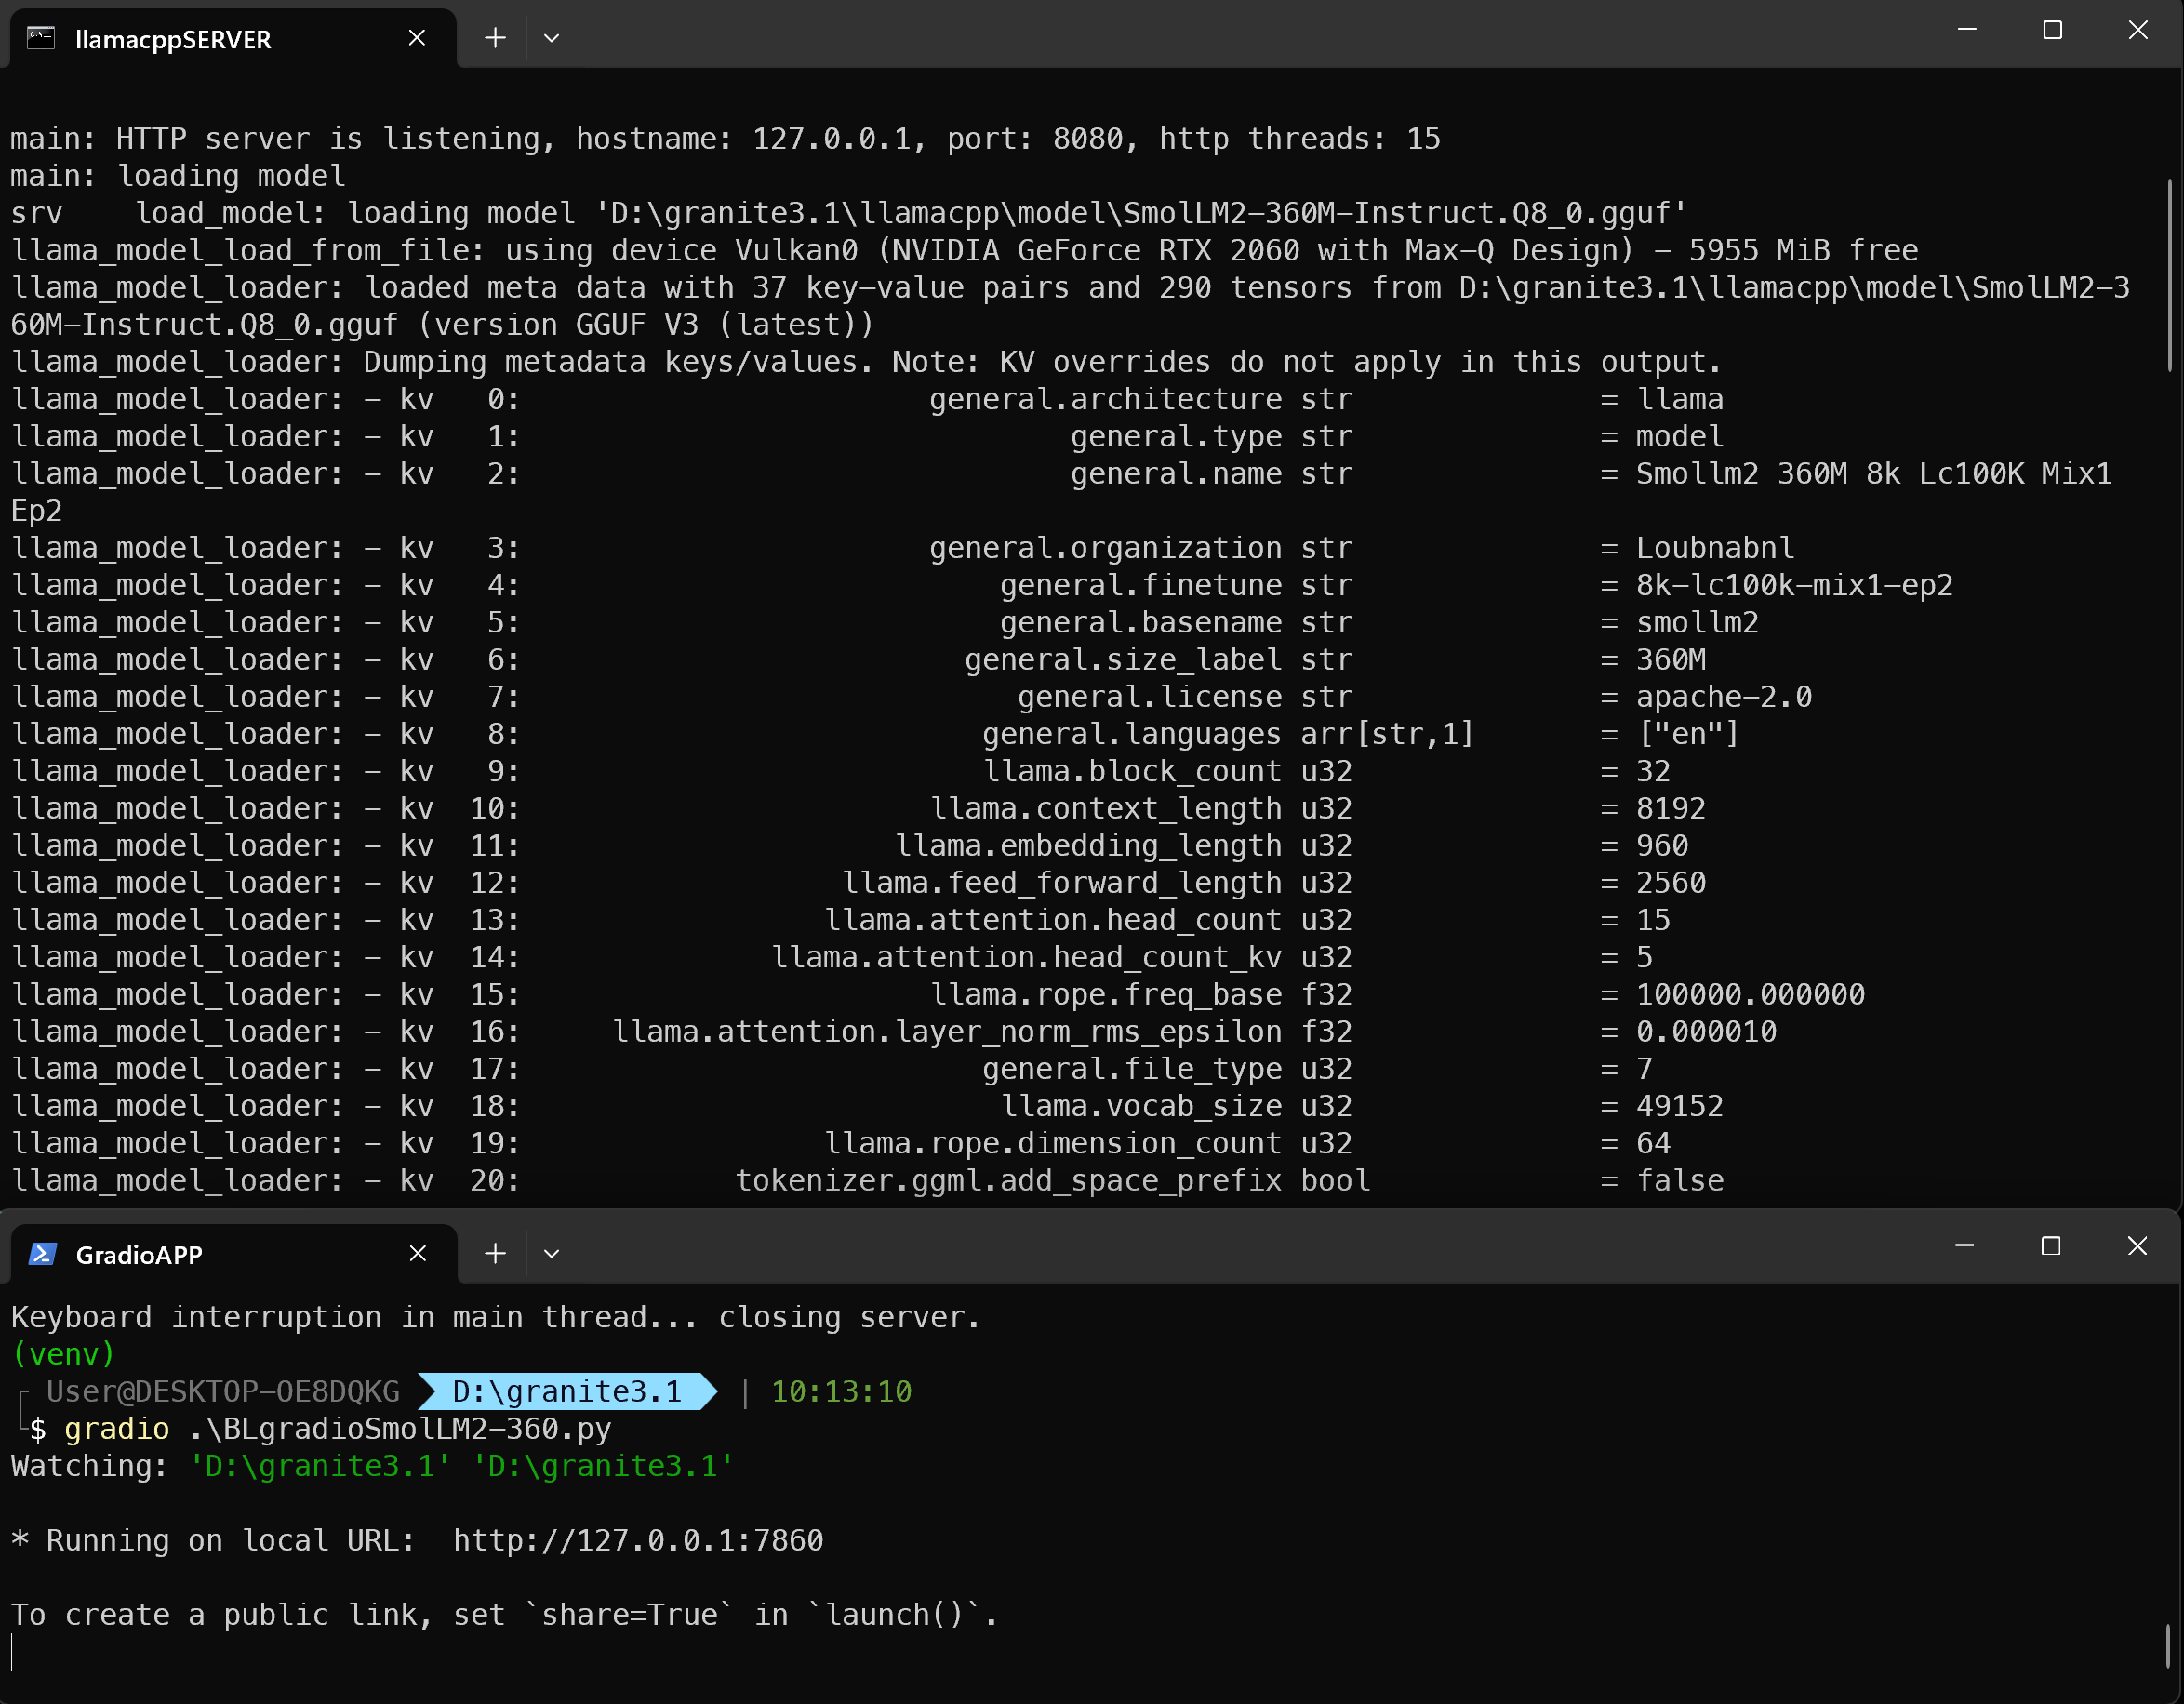 llamacppSERVER
main: HTTP server is listening, hostname: 127.0.0.1, port: 8080, http threads: 15
main: loading model
srv    load_model: loading model 'D:\granite3.1\llamacpp\model\SmolLM2-360M-Instruct.Q8_0.gguf'
llama_model_load_from_file: using device Vulkan0 (NVIDIA GeForce RTX 2060 with Max-Q Design) - 5955 MiB free
llama_model_loader: loaded meta data with 37 key-value pairs and 290 tensors from D:\granite3.1\llamacpp\model\SmolLM2-3
60M-Instruct.Q8_0.gguf (version GGUF V3 (latest))
llama_model_loader: Dumping metadata keys/values. Note: KV overrides do not apply in this output.
llama_model_loader: - kv   0:                       general.architecture str              = llama
llama_model_loader: - kv   1:                               general.type str              = model
llama_model_loader: - kv   2:                               general.name str              = Smollm2 360M 8k Lc100K Mix1
Ep2
llama_model_loader: - kv   3:                       general.organization str              = Loubnabnl
llama_model_loader: - kv   4:                           general.finetune str              = 8k-lc100k-mix1-ep2
llama_model_loader: - kv   5:                           general.basename str              = smollm2
llama_model_loader: - kv   6:                         general.size_label str              = 360M
llama_model_loader: - kv   7:                            general.license str              = apache-2.0
llama_model_loader: - kv   8:                          general.languages arr[str,1]       = ["en"]
llama_model_loader: - kv   9:                          llama.block_count u32              = 32
llama_model_loader: - kv  10:                       llama.context_length u32              = 8192
llama_model_loader: - kv  11:                     llama.embedding_length u32              = 960
llama_model_loader: - kv  12:                  llama.feed_forward_length u32              = 2560
llama_model_loader: - kv  13:                 llama.attention.head_count u32              = 15
llama_model_loader: - kv  14:              llama.attention.head_count_kv u32              = 5
llama_model_loader: - kv  15:                       llama.rope.freq_base f32              = 100000.000000
llama_model_loader: - kv  16:     llama.attention.layer_norm_rms_epsilon f32              = 0.000010
llama_model_loader: - kv  17:                          general.file_type u32              = 7
llama_model_loader: - kv  18:                           llama.vocab_size u32              = 49152
llama_model_loader: - kv  19:                 llama.rope.dimension_count u32              = 64
llama_model_loader: - kv  20:            tokenizer.ggml.add_space_prefix bool             = false
GradioAPP
Keyboard interruption in main thread... closing server.
(venv)
User@DESKTOP-OE8DQKG D:\granite3.1 | 10:13:10
$ gradio .\BLgradioSmolLM2-360.py
Watching: 'D:\granite3.1' 'D:\granite3.1'
* Running on local URL:  http://127.0.0.1:7860
To create a public link, set `share=True` in `launch()`.